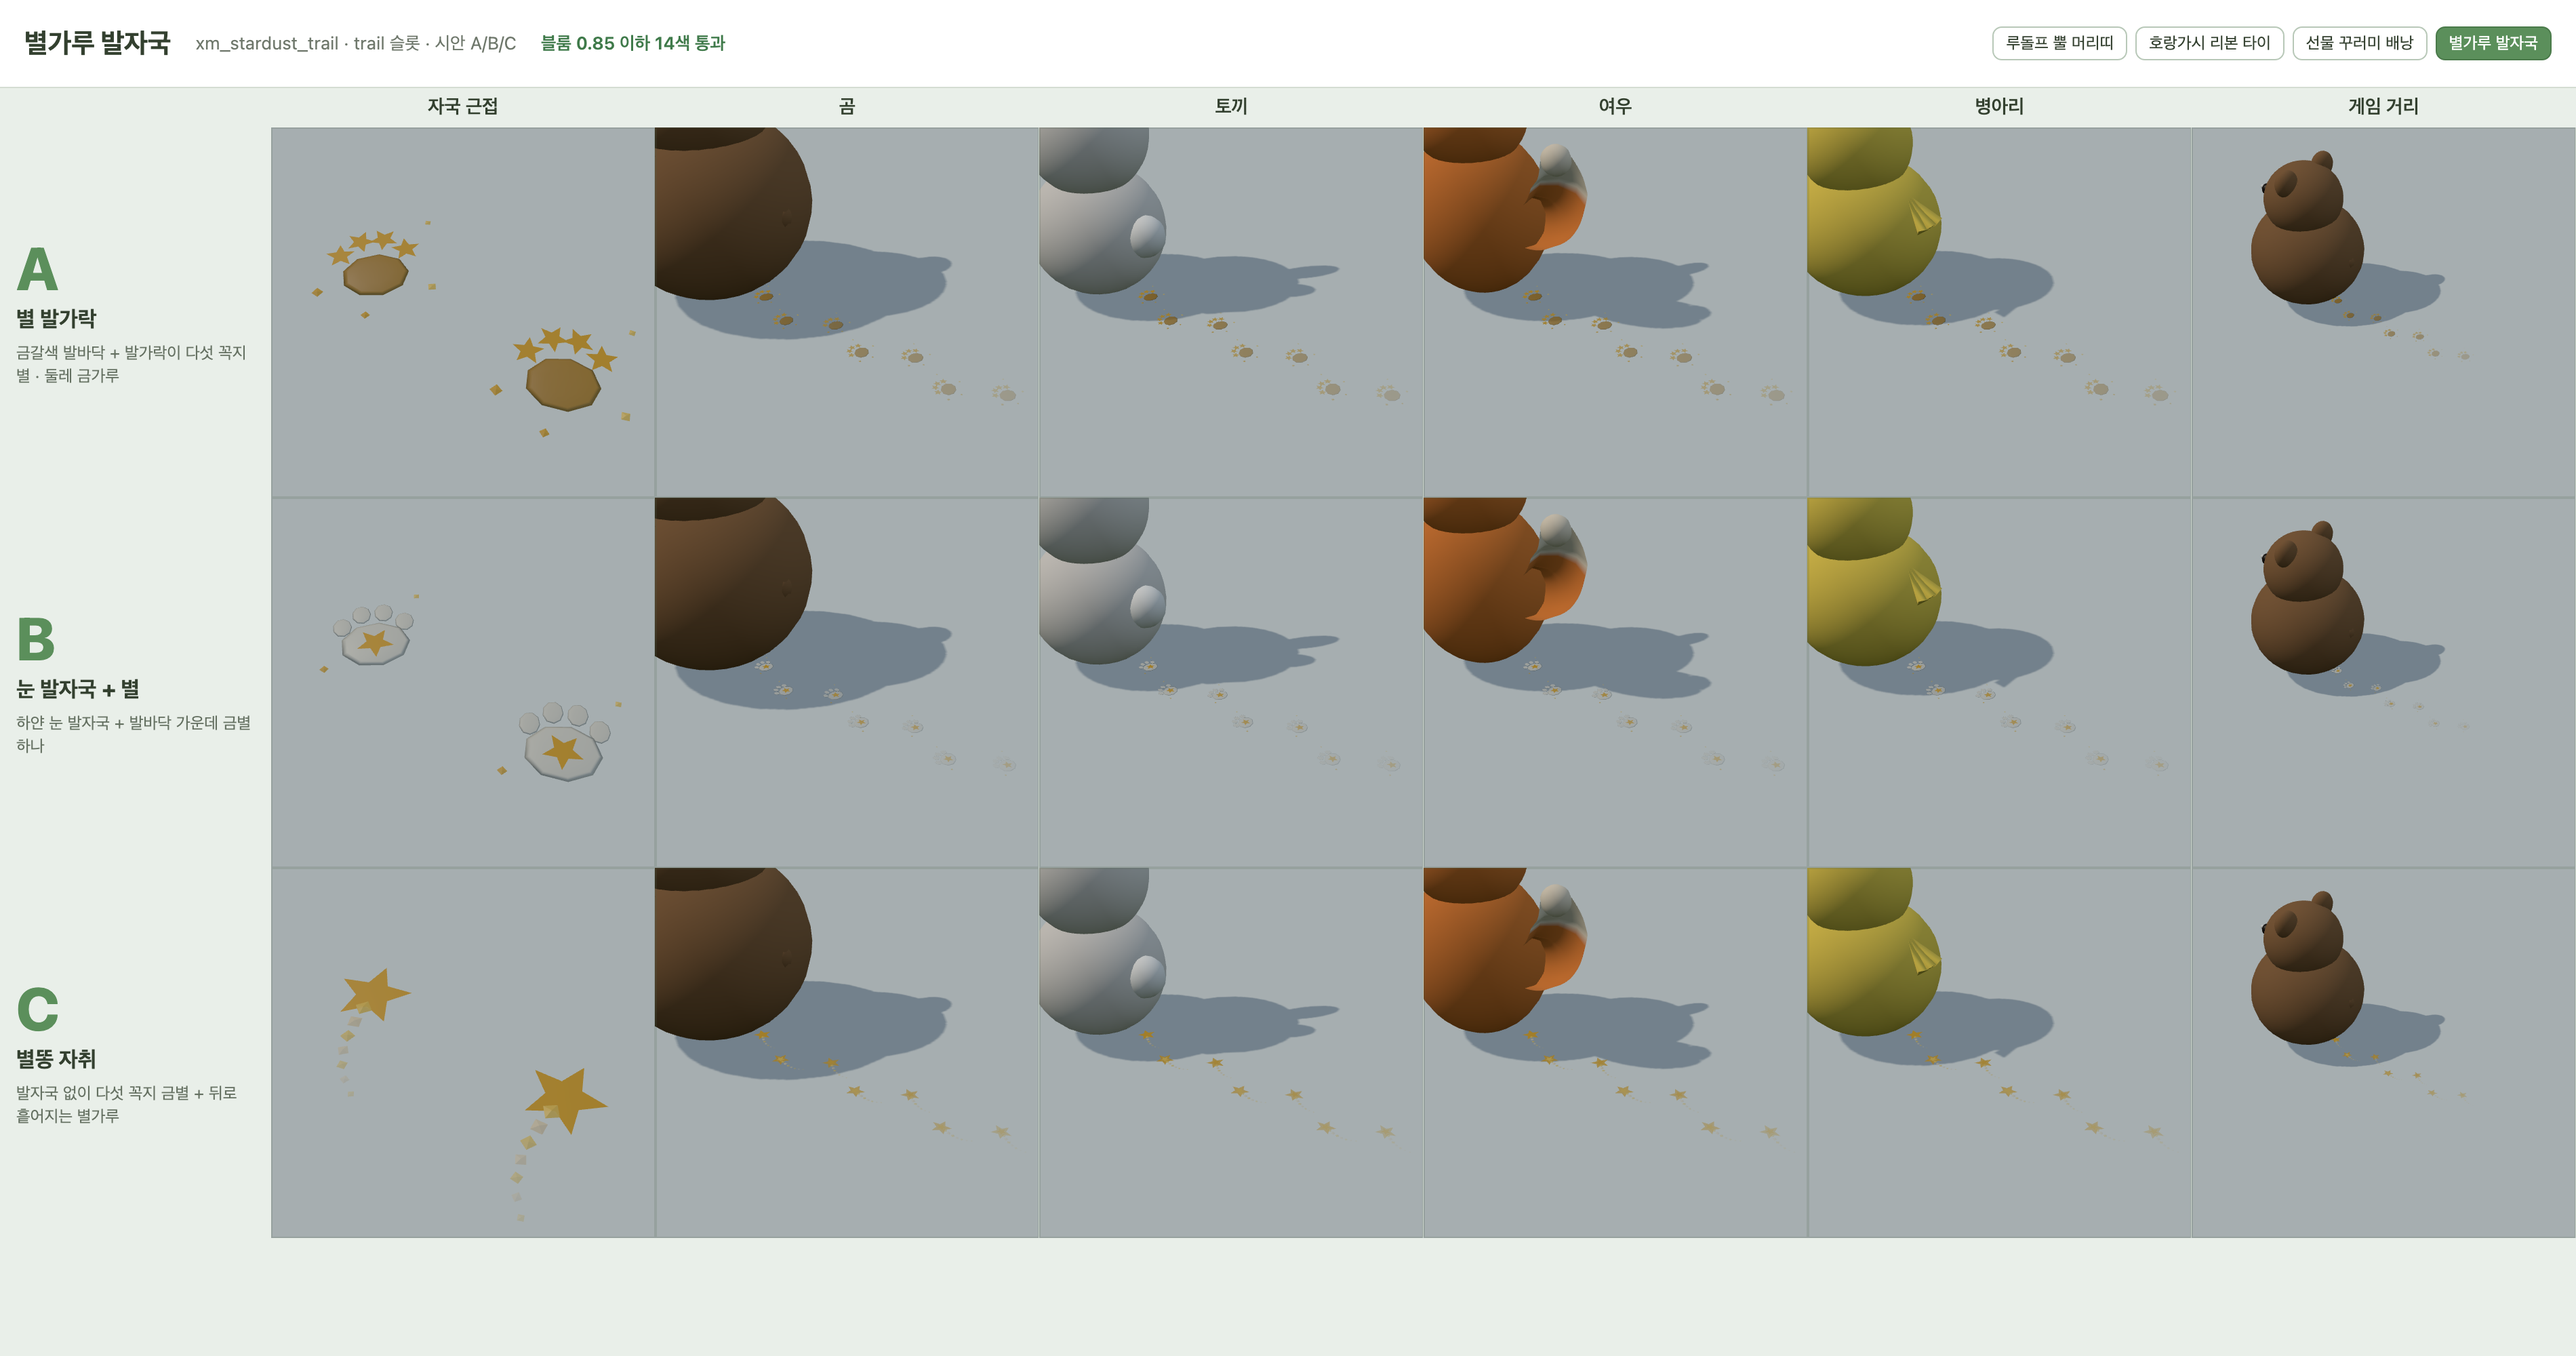 별가루 발자국 xm_stardust_trail · trail 슬롯 · 시안 A/B/C 블룸 0.85 이하 14색 통과 루돌프 뿔 머리띠 호랑가시 리본 타이 선물 꾸러미 배낭 별가루 발자국
자국 근접 곰 토끼 여우 병아리 게임 거리
A
별 발가락
금갈색 발바닥 + 발가락이 다섯 꼭지
별 · 둘레 금가루
B
눈 발자국 + 별
하얀 눈 발자국 + 발바닥 가운데 금별
하나
C
별똥 자취
발자국 없이 다섯 꼭지 금별 + 뒤로
흩어지는 별가루